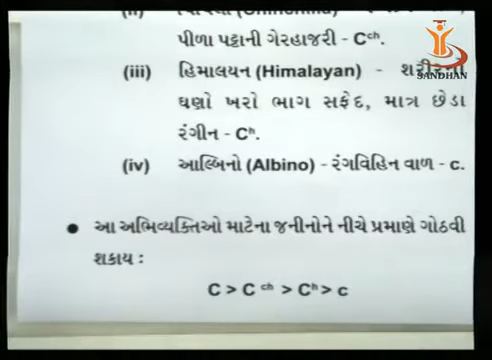 પીળા પટ્ટાની ગેરહાજરી - Cᶜʰ.
(iii) હિમાલયન (Himalayan) - શરીરનો
ઘણો ખરો ભાગ સફેદ, માત્ર છેડા
રંગીન - Cʰ.
(iv) આલ્બિનો (Albino) - રંગવિહિન વાળ - c.
• આ અભિવ્યક્તિઓ માટેના જનીનોને નીચે પ્રમાણે ગોઠવી
શકાય :
C > C ᶜʰ > Cʰ > c
SANDHAN